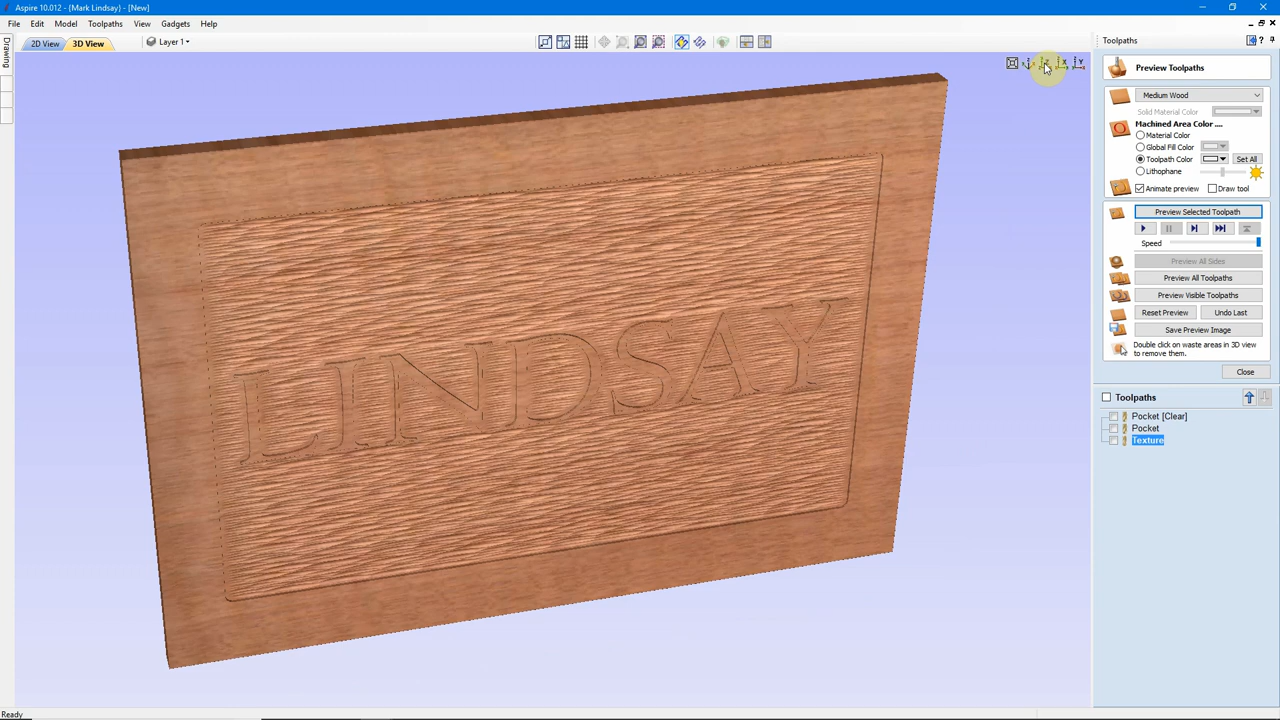 Aspire 10.012 - {Mark Lindsay} - [New]
File Edit Model Toolpaths View Gadgets Help
2D View 3D View Layer 1
Drawing
Toolpaths
Preview Toolpaths
Medium Wood
Solid Material Color
Machined Area Color ....
Material Color
Global Fill Color
Toolpath Color Set All
Lithophane
Animate preview Draw tool
Preview Selected Toolpath
Speed
Preview All Sides
Preview All Toolpaths
Preview Visible Toolpaths
Reset Preview Undo Last
Save Preview Image
Double click on waste areas in 3D view
to remove them.
Close
Toolpaths
Pocket [Clear]
Pocket
Texture
LINDSAY
Ready